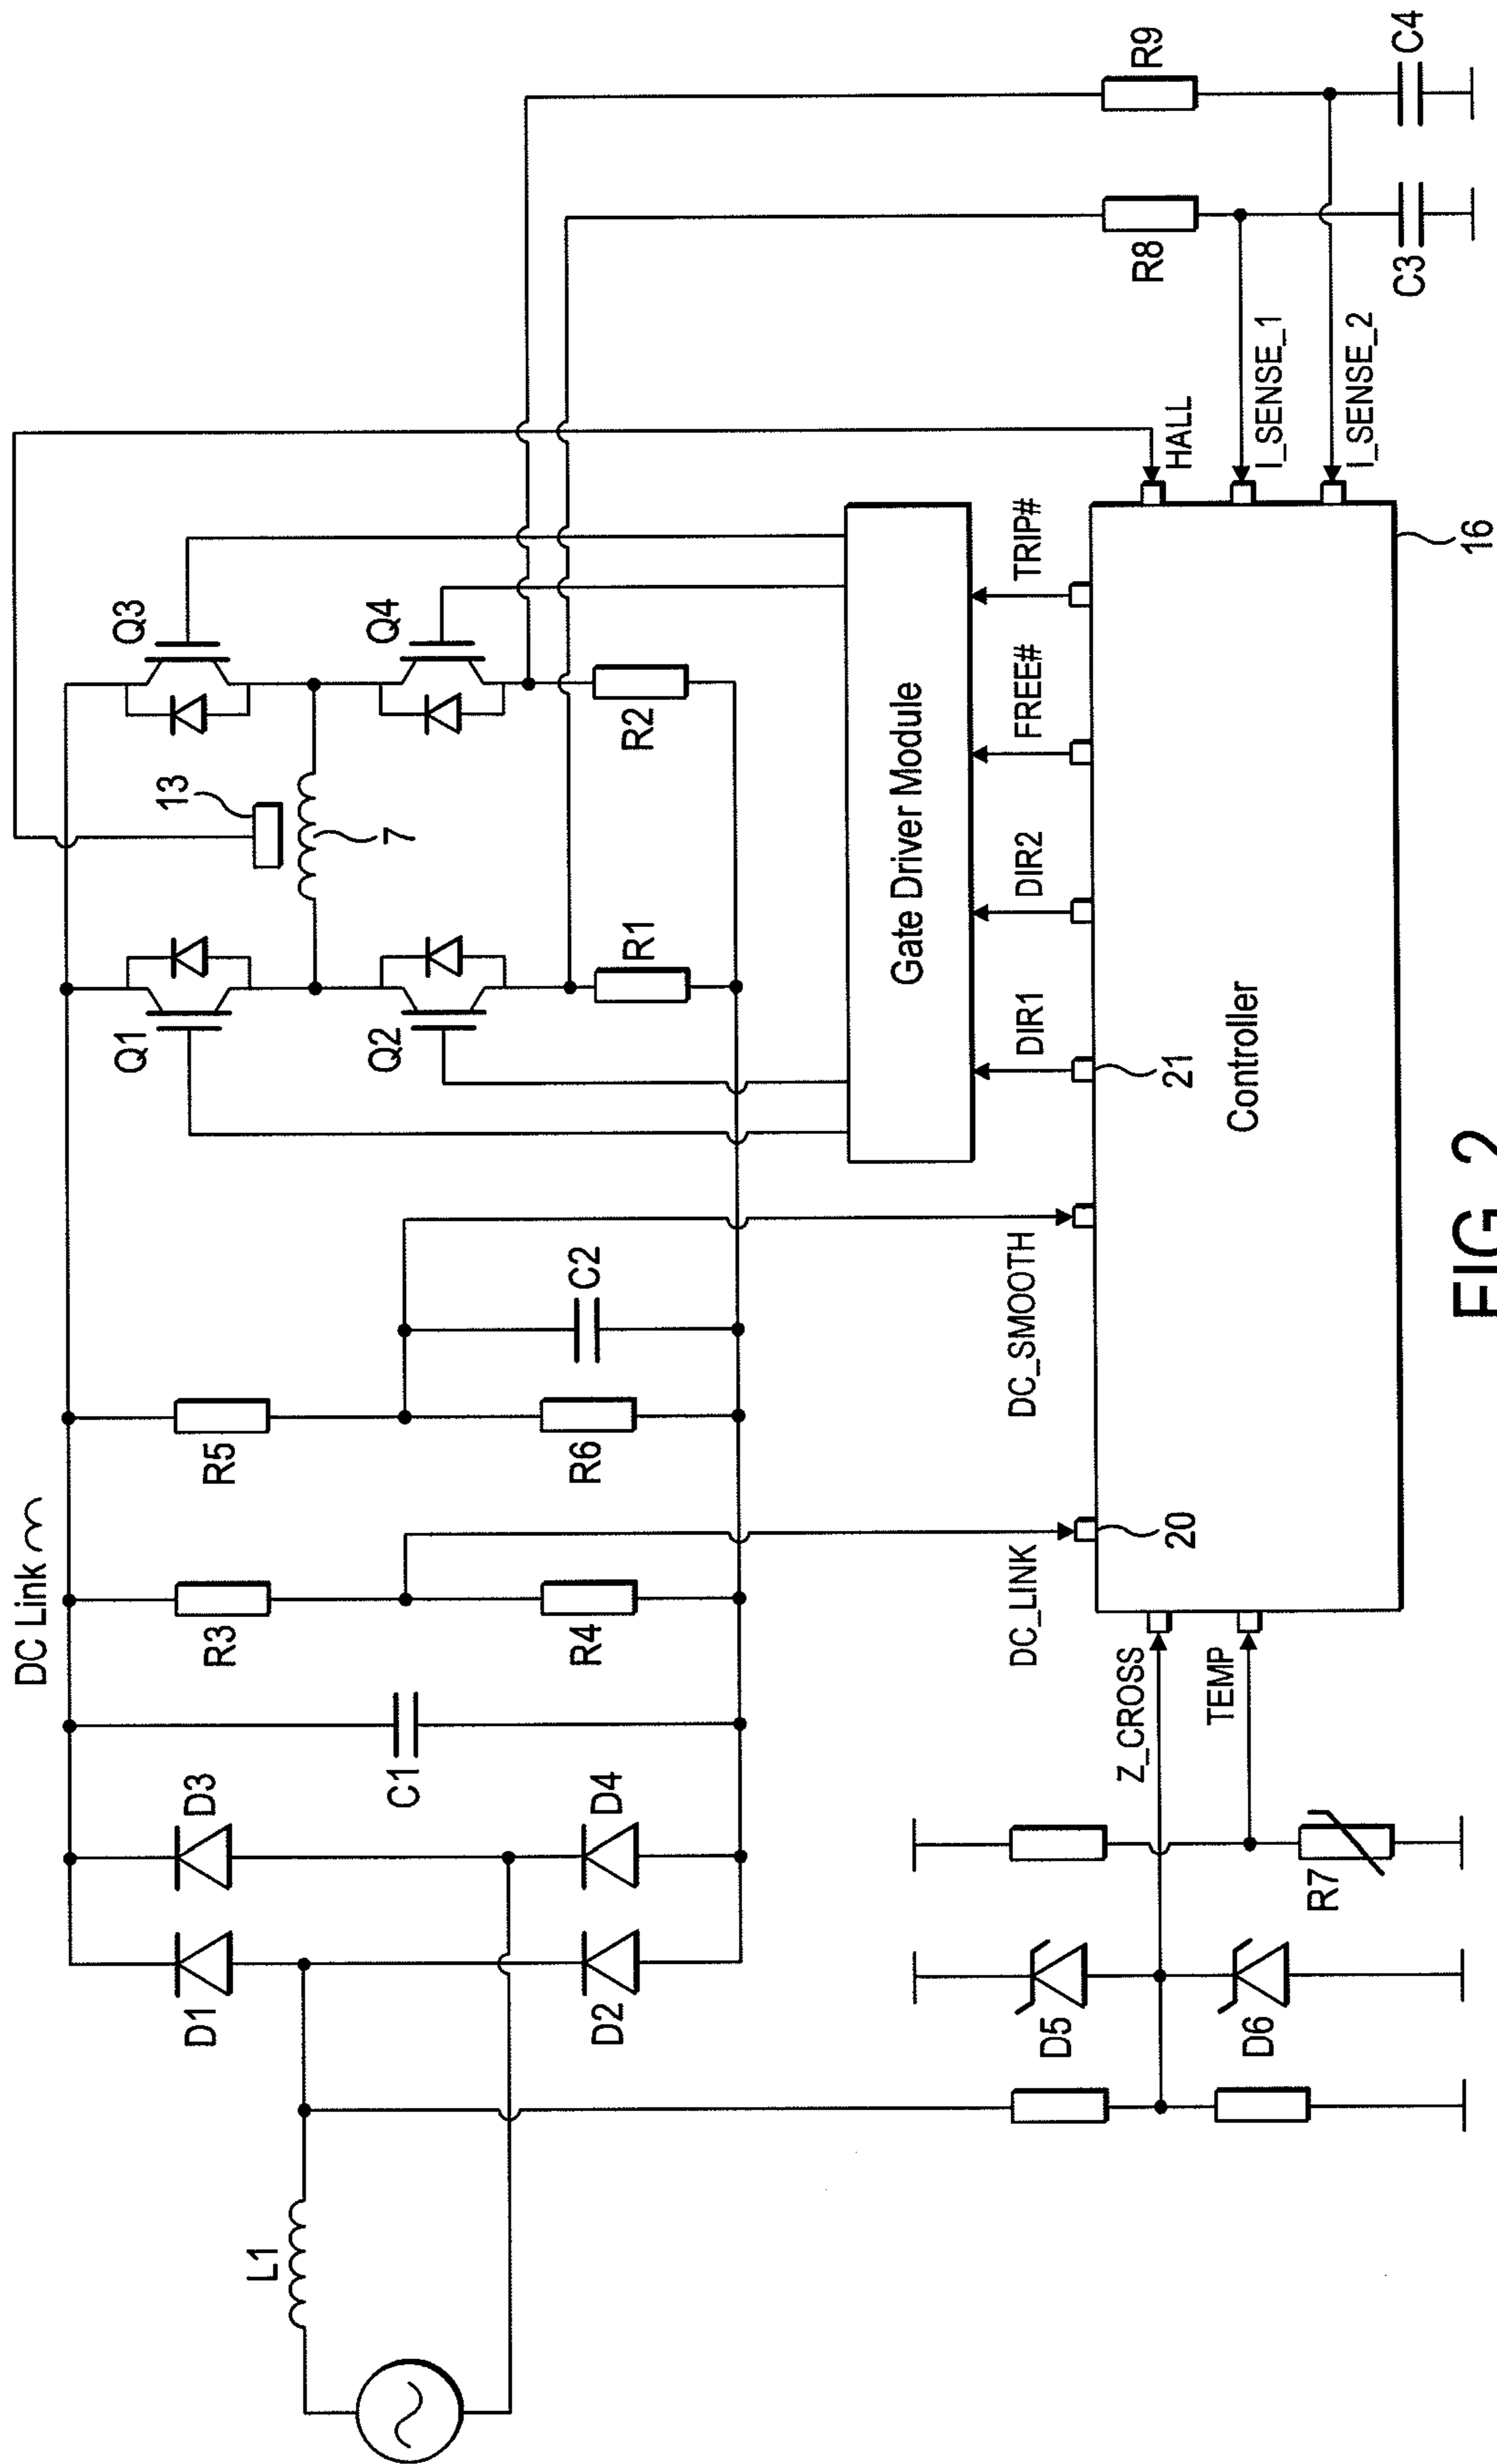 DC Link
L1
D1
D3
D2
D4
C1
R3
R4
R5
R6
C2
Q1
Q3
13
7
Q2
Q4
R1
R2
Gate Driver Module
DC_LINK
DC_SMOOTH
DIR1
DIR2
FREE#
TRIP#
HALL
I_SENSE_1
I_SENSE_2
R8
R9
C3
C4
Z_CROSS
TEMP
20
21
Controller
16
D5
D6
R7
FIG. 2